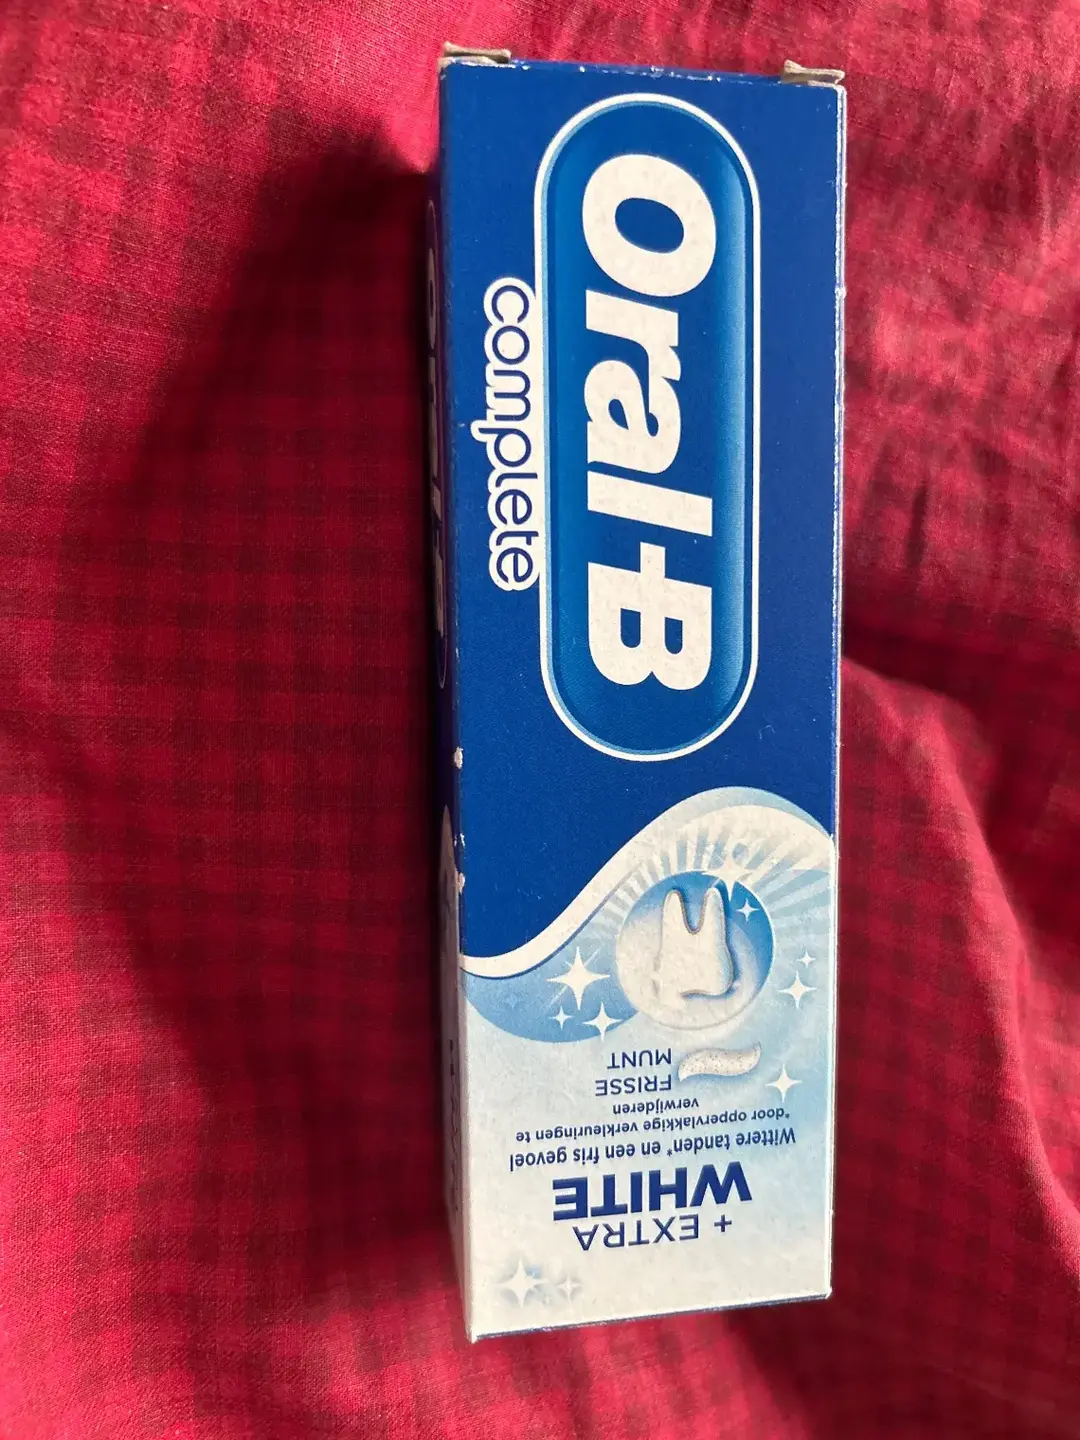 Oral-B
complete
+ EXTRA
WHITE
Wittere tanden* en een fris gevoel
*door oppervlakkige verkleuringen te
verwijderen
FRISSE
MUNT